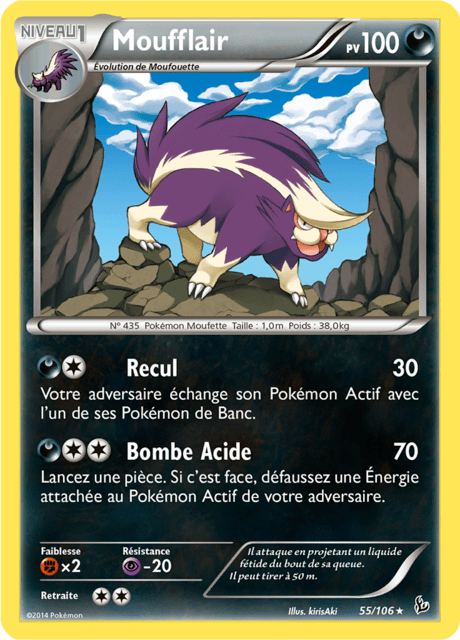 NIVEAU 1
Moufflair
PV 100
Évolution de Moufouette
N° 435 Pokémon Moufette Taille : 1,0m Poids : 38,0kg
Recul 30
Votre adversaire échange son Pokémon Actif avec
l'un de ses Pokémon de Banc.
Bombe Acide 70
Lancez une pièce. Si c'est face, défaussez une Énergie
attachée au Pokémon Actif de votre adversaire.
Faiblesse
×2
Résistance
-20
Il attaque en projetant un liquide
fétide du bout de sa queue.
Il peut tirer à 50 m.
Retraite
Illus. kirisAki
55/106 ★
©2014 Pokémon